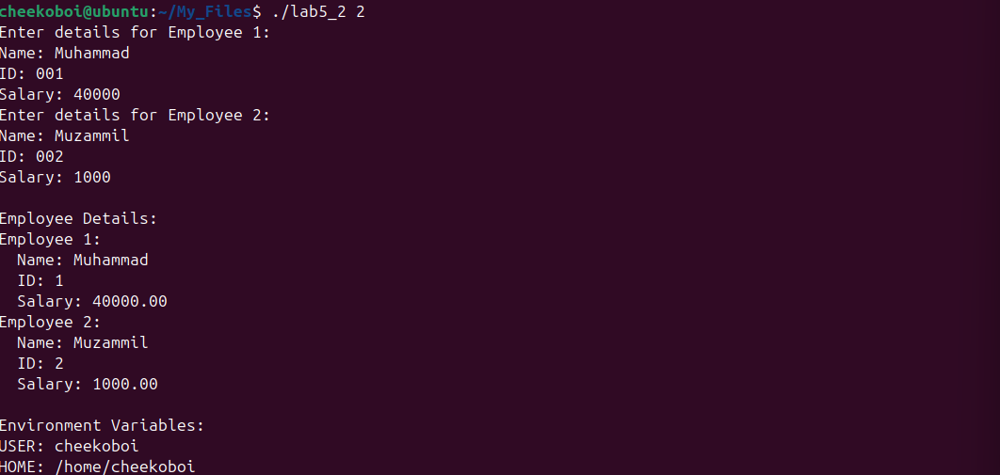 cheekoboi@ubuntu:~/My_Files$ ./lab5_2 2
Enter details for Employee 1:
Name: Muhammad
ID: 001
Salary: 40000
Enter details for Employee 2:
Name: Muzammil
ID: 002
Salary: 1000
Employee Details:
Employee 1:
Name: Muhammad
ID: 1
Salary: 40000.00
Employee 2:
Name: Muzammil
ID: 2
Salary: 1000.00
Environment Variables:
USER: cheekoboi
HOME: /home/cheekoboi